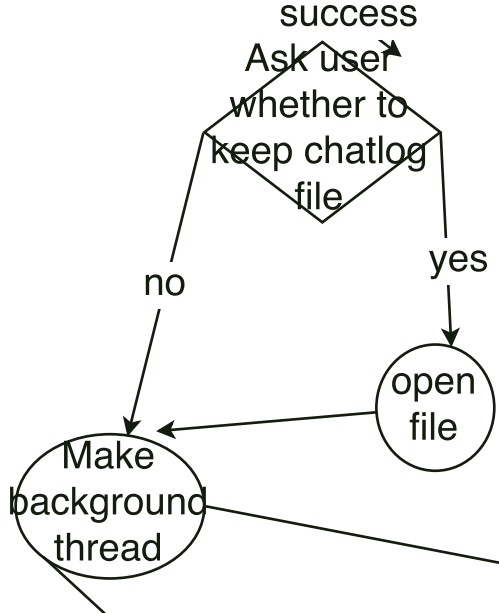 success
Ask user
whether to
keep chatlog
file
no
yes
open
file
Make
background
thread